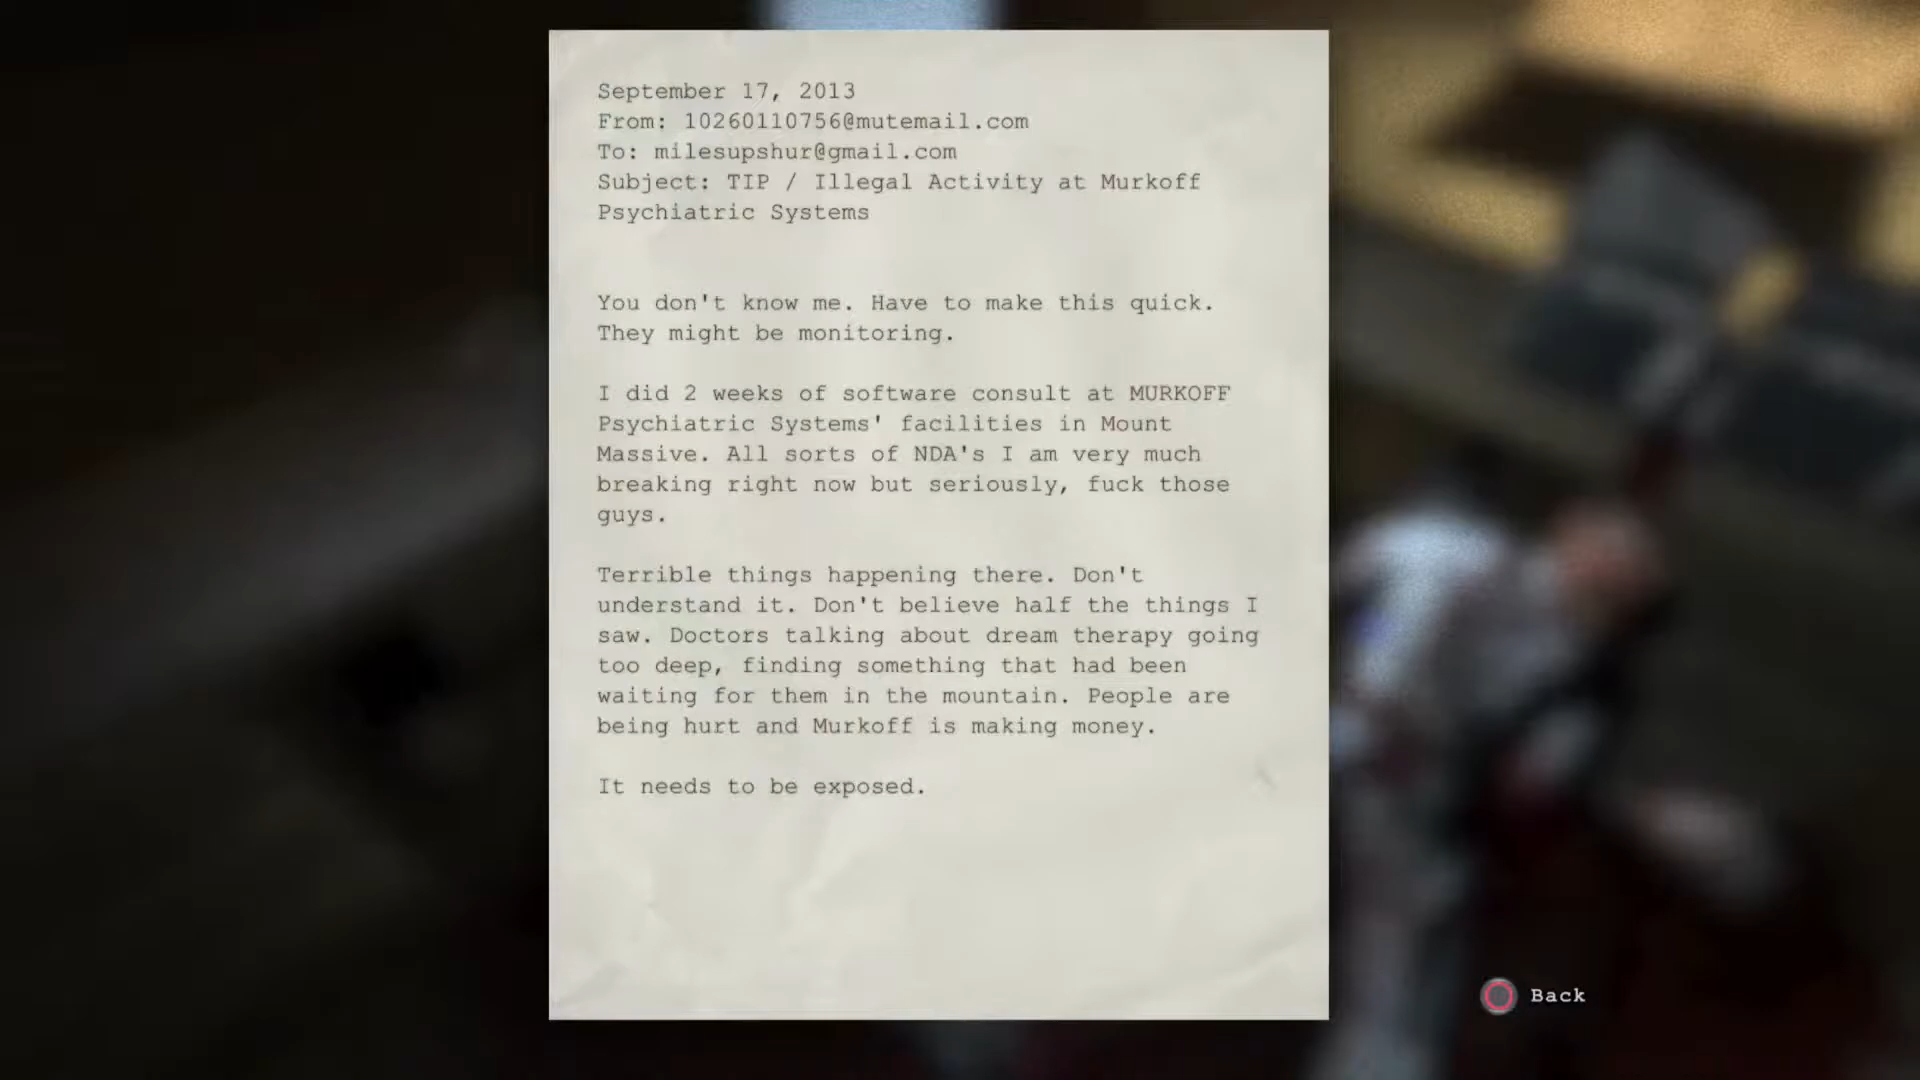 September 17, 2013
From: 10260110756@mutemail.com
To: milesupshur@gmail.com
Subject: TIP / Illegal Activity at Murkoff
Psychiatric Systems
You don't know me. Have to make this quick.
They might be monitoring.
I did 2 weeks of software consult at MURKOFF
Psychiatric Systems' facilities in Mount
Massive. All sorts of NDA's I am very much
breaking right now but seriously, fuck those
guys.
Terrible things happening there. Don't
understand it. Don't believe half the things I
saw. Doctors talking about dream therapy going
too deep, finding something that had been
waiting for them in the mountain. People are
being hurt and Murkoff is making money.
It needs to be exposed.
Back